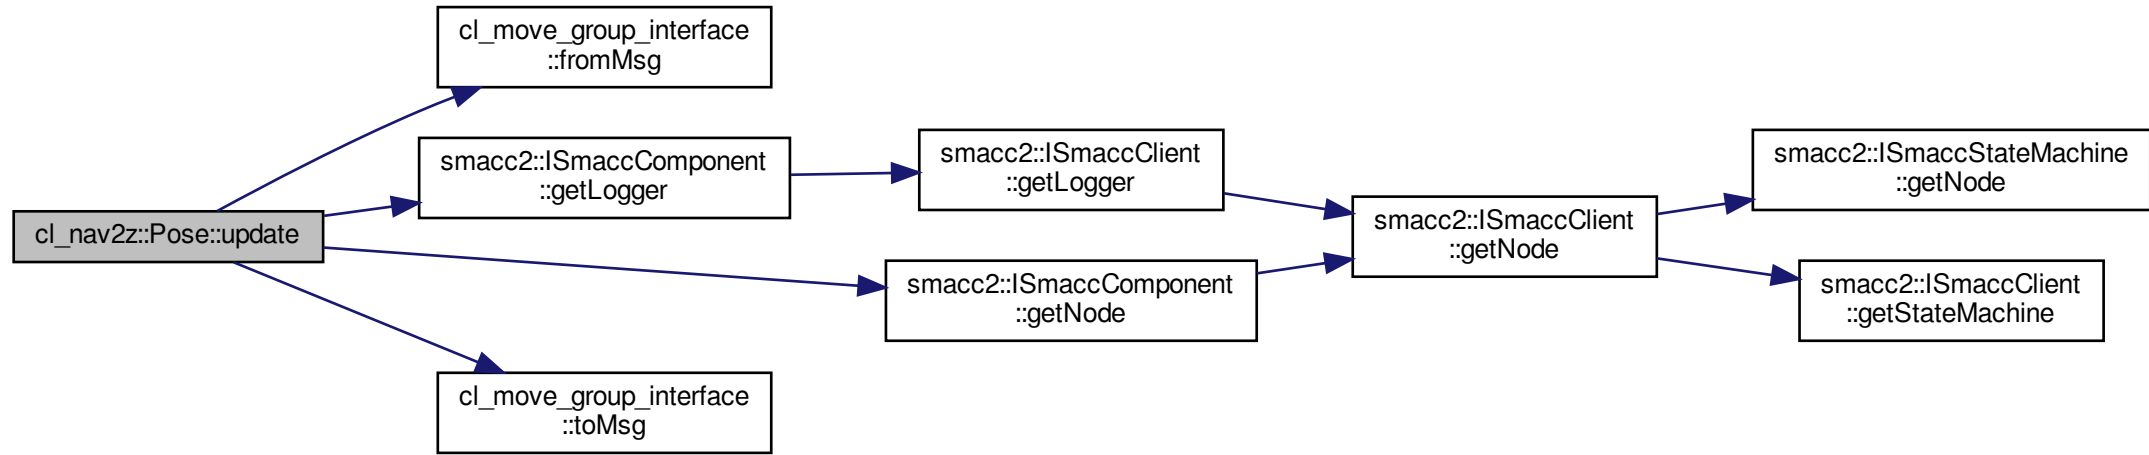 cl_move_group_interface
::fromMsg
smacc2::ISmaccComponent
::getLogger
smacc2::ISmaccClient
::getLogger
smacc2::ISmaccStateMachine
::getNode
cl_nav2z::Pose::update
smacc2::ISmaccClient
::getNode
smacc2::ISmaccComponent
::getNode
smacc2::ISmaccClient
::getStateMachine
cl_move_group_interface
::toMsg